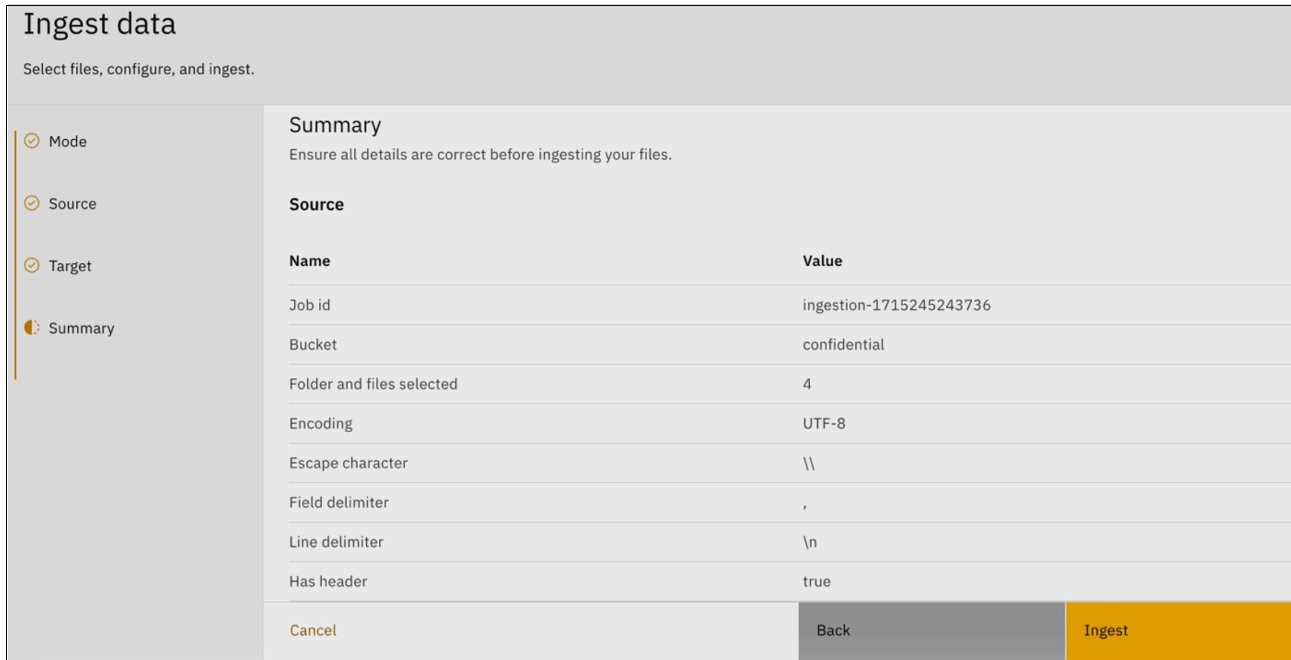 Ingest data
Select files, configure, and ingest.
Mode
Source
Target
Summary
Summary
Ensure all details are correct before ingesting your files.
Source
Name Value
Job id ingestion-1715245243736
Bucket confidential
Folder and files selected 4
Encoding UTF-8
Escape character \\
Field delimiter ,
Line delimiter \n
Has header true
Cancel Back Ingest